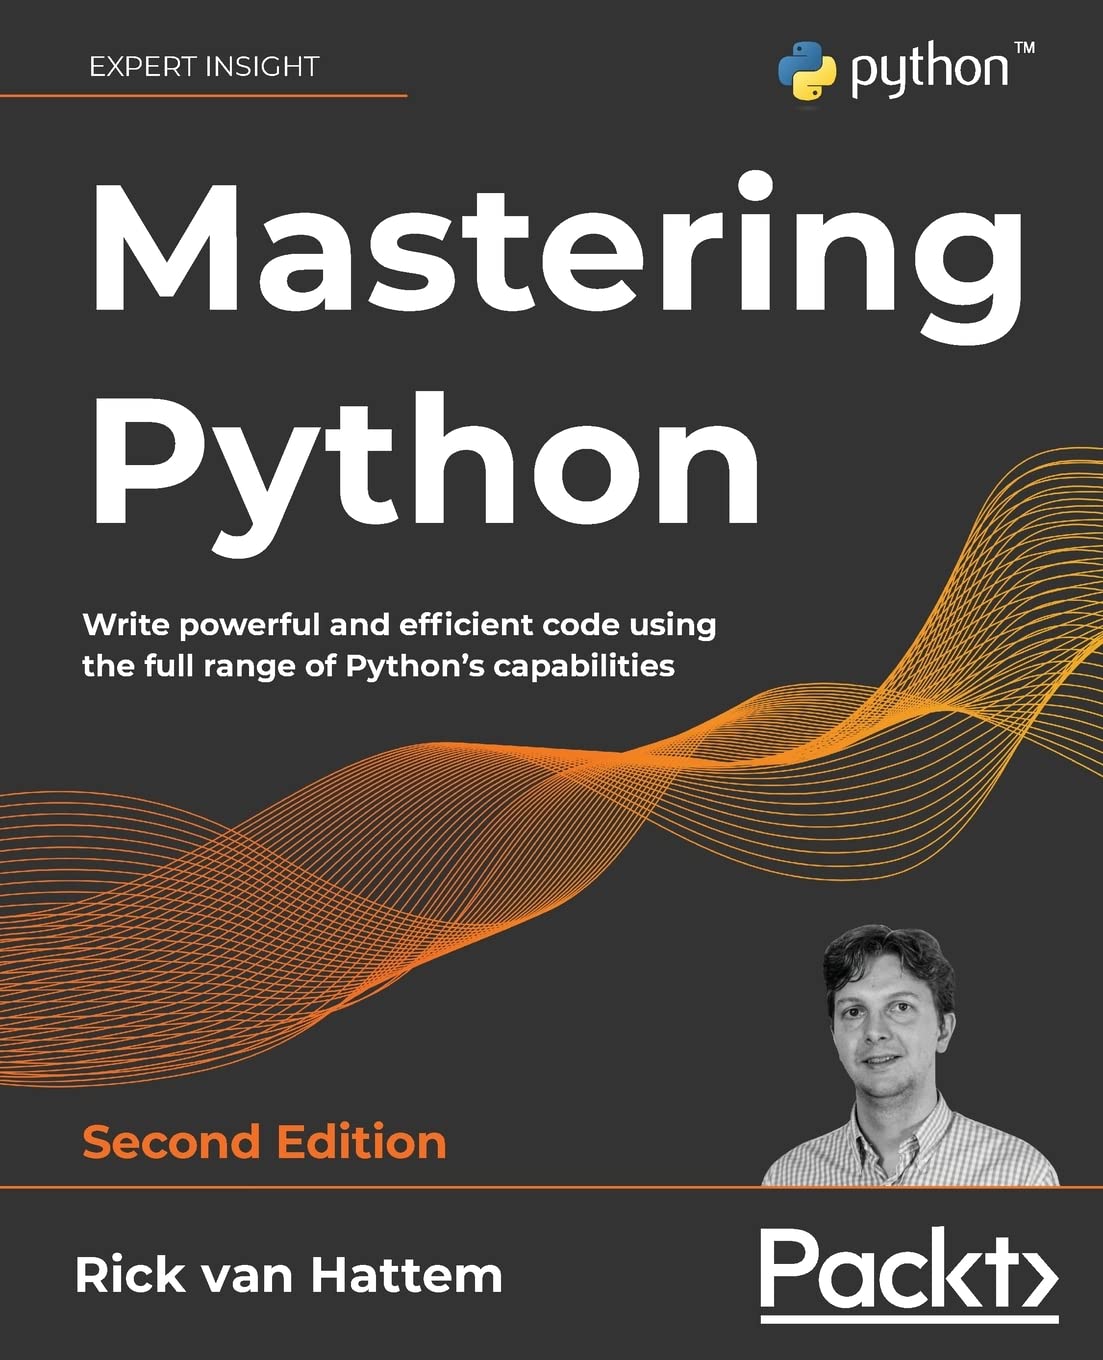 EXPERT INSIGHT
python™
Mastering
Python
Write powerful and efficient code using
the full range of Python’s capabilities
Second Edition
Rick van Hattem
Packt